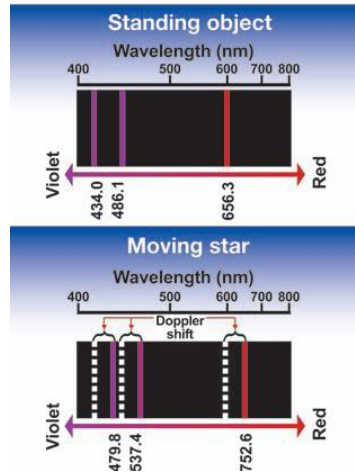 Standing object
Wavelength (nm)
400 500 600 700 800
Violet
434.0
486.1
656.3
Red
Moving star
Wavelength (nm)
400 500 600 700 800
Doppler
shift
Violet
479.8
537.4
752.6
Red